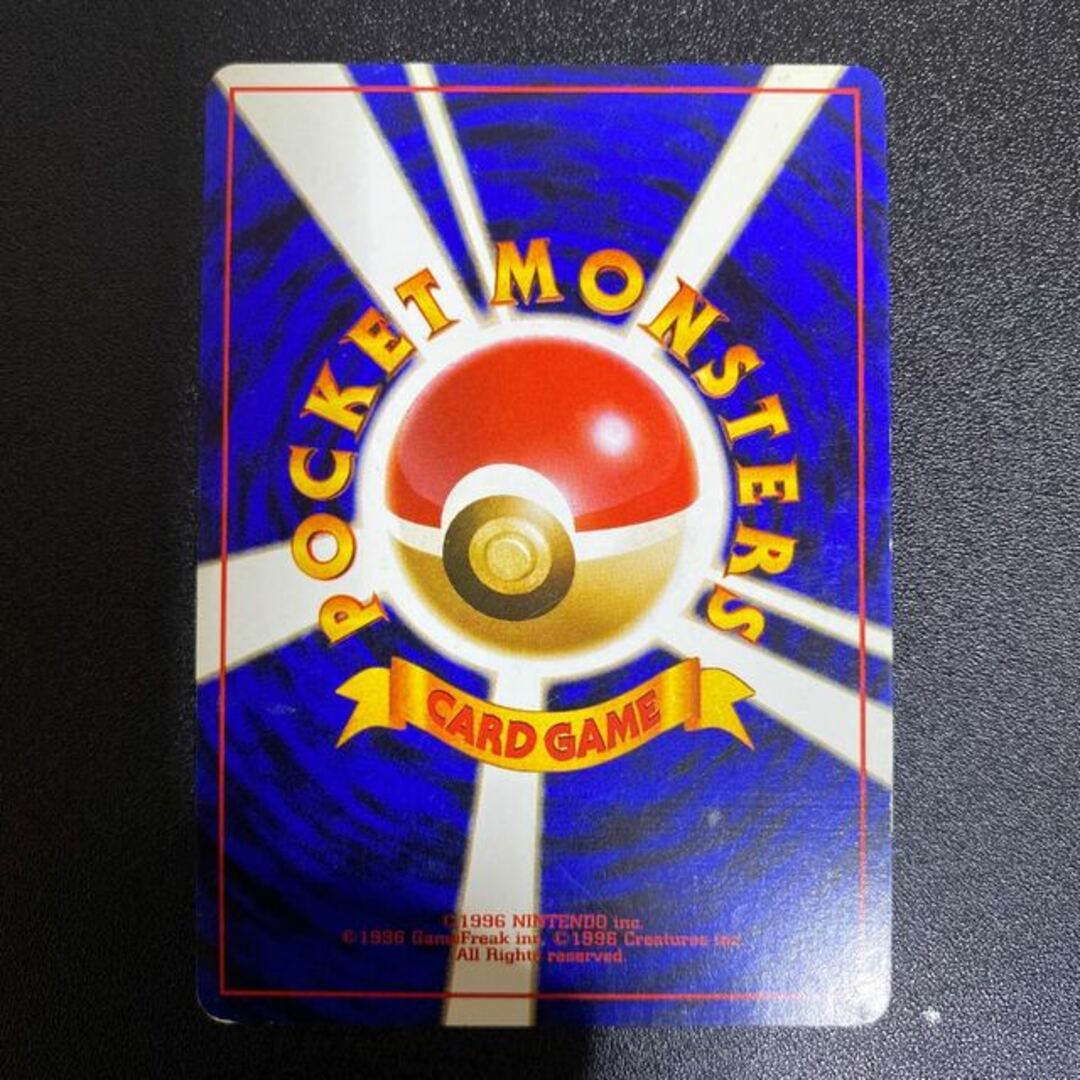 POCKET MONSTERS
CARD GAME
©1996 NINTENDO inc.
©1996 GameFreak inc. ©1996 Creatures inc.
All Rights reserved.